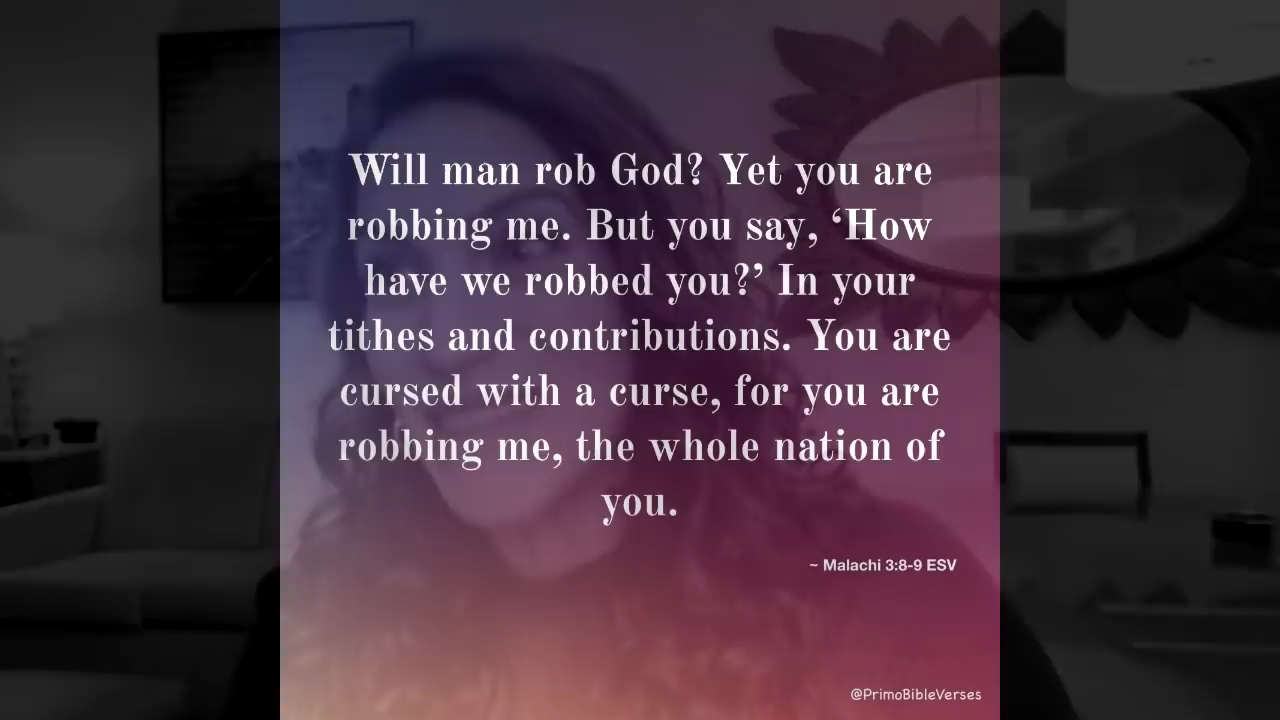 Will man rob God? Yet you are
robbing me. But you say, ‘How
have we robbed you?’ In your
tithes and contributions. You are
cursed with a curse, for you are
robbing me, the whole nation of
you.
~ Malachi 3:8-9 ESV
@PrimoBibleVerses